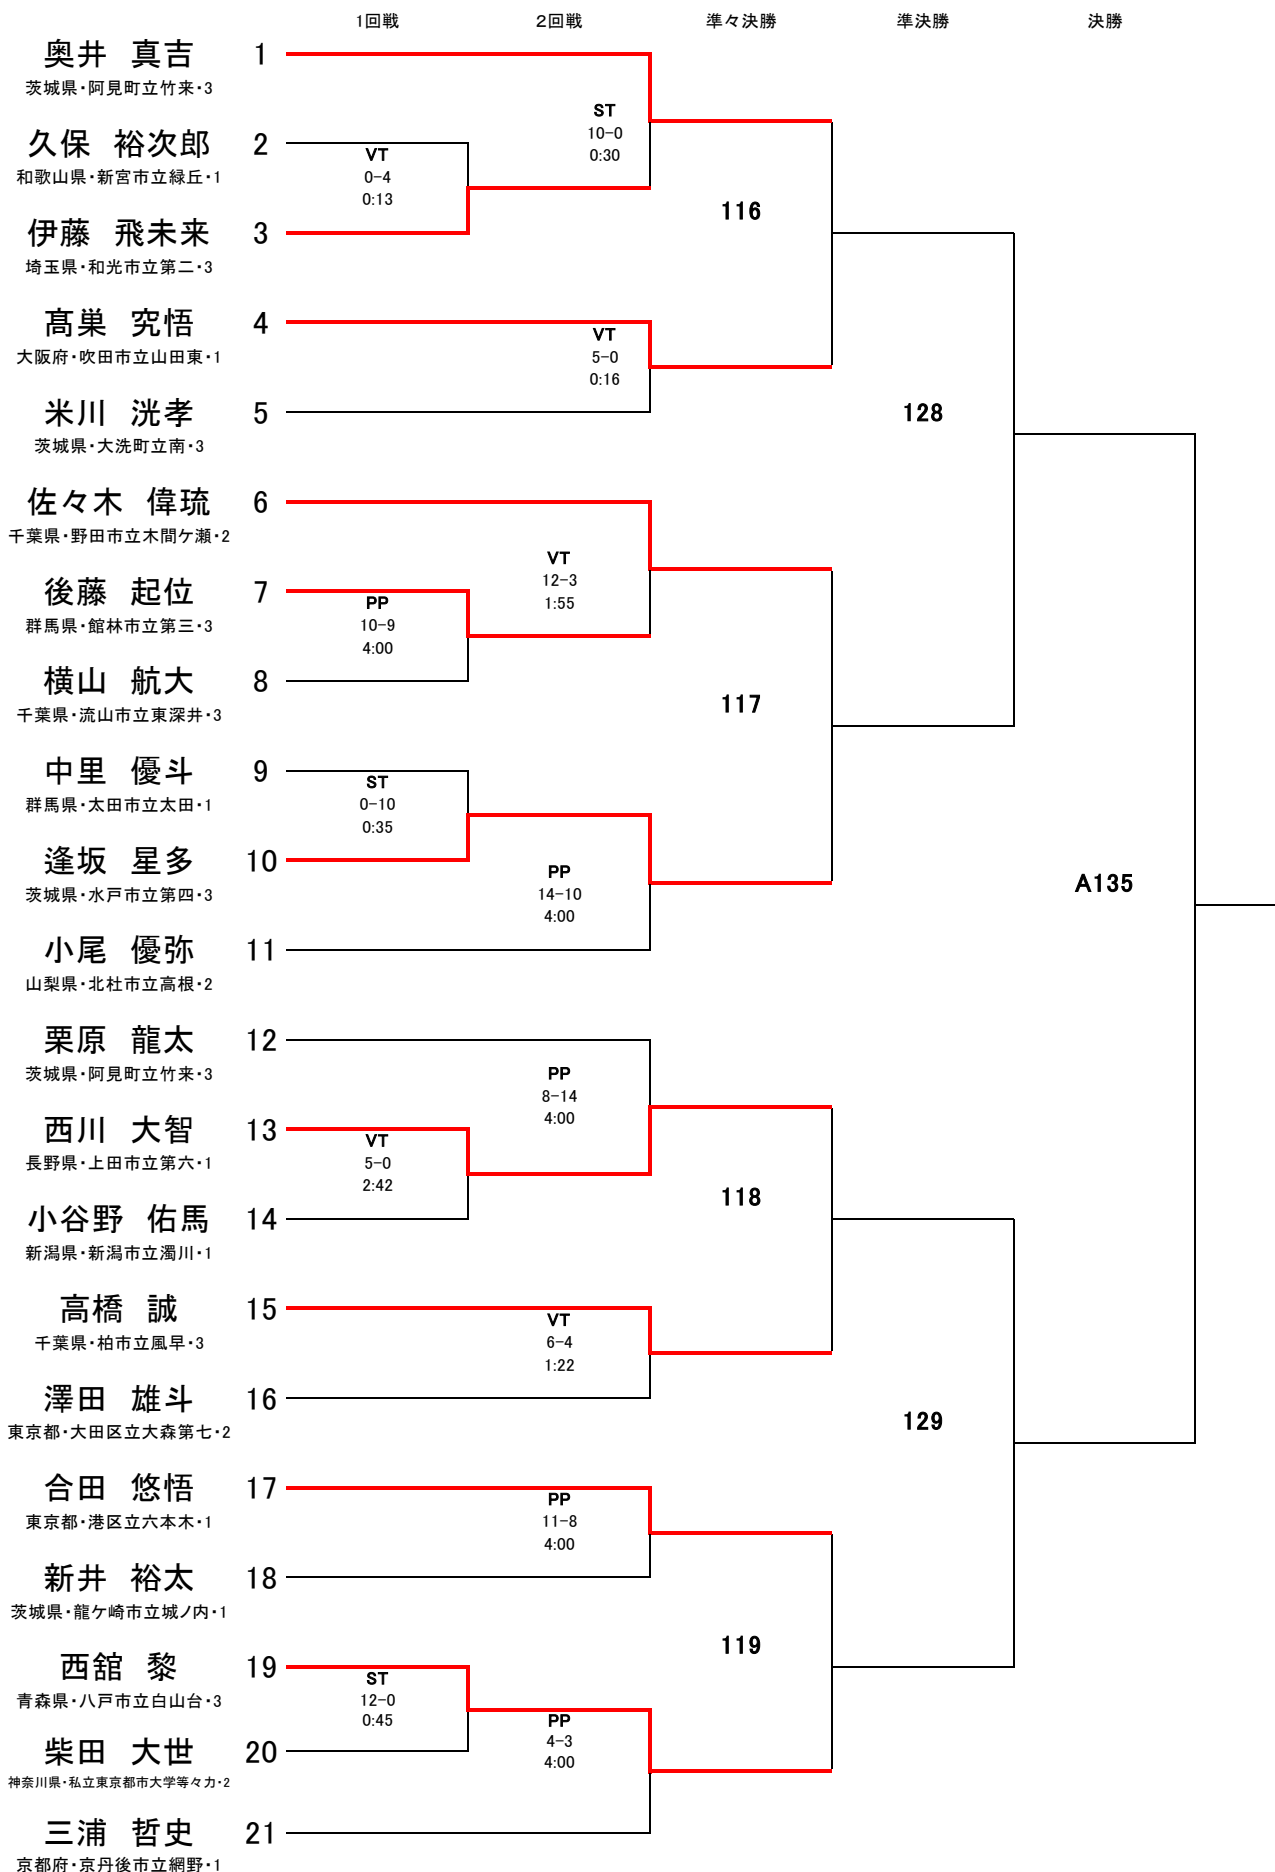 1回戦　2回戦　準々決勝　準決勝　決勝
奥井　真吉　1
茨城県・阿見町立竹来・3
ST
10-0
0:30
久保　裕次郎　2
和歌山県・新宮市立緑丘・1
VT
0-4
0:13
116
伊藤　飛未来　3
埼玉県・和光市立第二・3
髙巣　究悟　4
大阪府・吹田市立山田東・1
VT
5-0
0:16
米川　洸孝　5
茨城県・大洗町立南・3
128
佐々木　偉琉　6
千葉県・野田市立木間ケ瀬・2
VT
12-3
1:55
後藤　起位　7
群馬県・館林市立第三・3
PP
10-9
4:00
横山　航大　8
千葉県・流山市立東深井・3
117
中里　優斗　9
群馬県・太田市立太田・1
ST
0-10
0:35
逢坂　星多　10
茨城県・水戸市立第四・3
PP
14-10
4:00
A135
小尾　優弥　11
山梨県・北杜市立高根・2
栗原　龍太　12
茨城県・阿見町立竹来・3
PP
8-14
4:00
西川　大智　13
長野県・上田市立第六・1
VT
5-0
2:42
118
小谷野　佑馬　14
新潟県・新潟市立濁川・1
高橋　誠　15
千葉県・柏市立風早・3
VT
6-4
1:22
澤田　雄斗　16
東京都・大田区立大森第七・2
129
合田　悠悟　17
東京都・港区立六本木・1
PP
11-8
4:00
新井　裕太　18
茨城県・龍ケ崎市立城ノ内・1
119
西舘　黎　19
青森県・八戸市立白山台・3
ST
12-0
0:45
柴田　大世　20
神奈川県・私立東京都市大学等々力・2
PP
4-3
4:00
三浦　哲史　21
京都府・京丹後市立網野・1